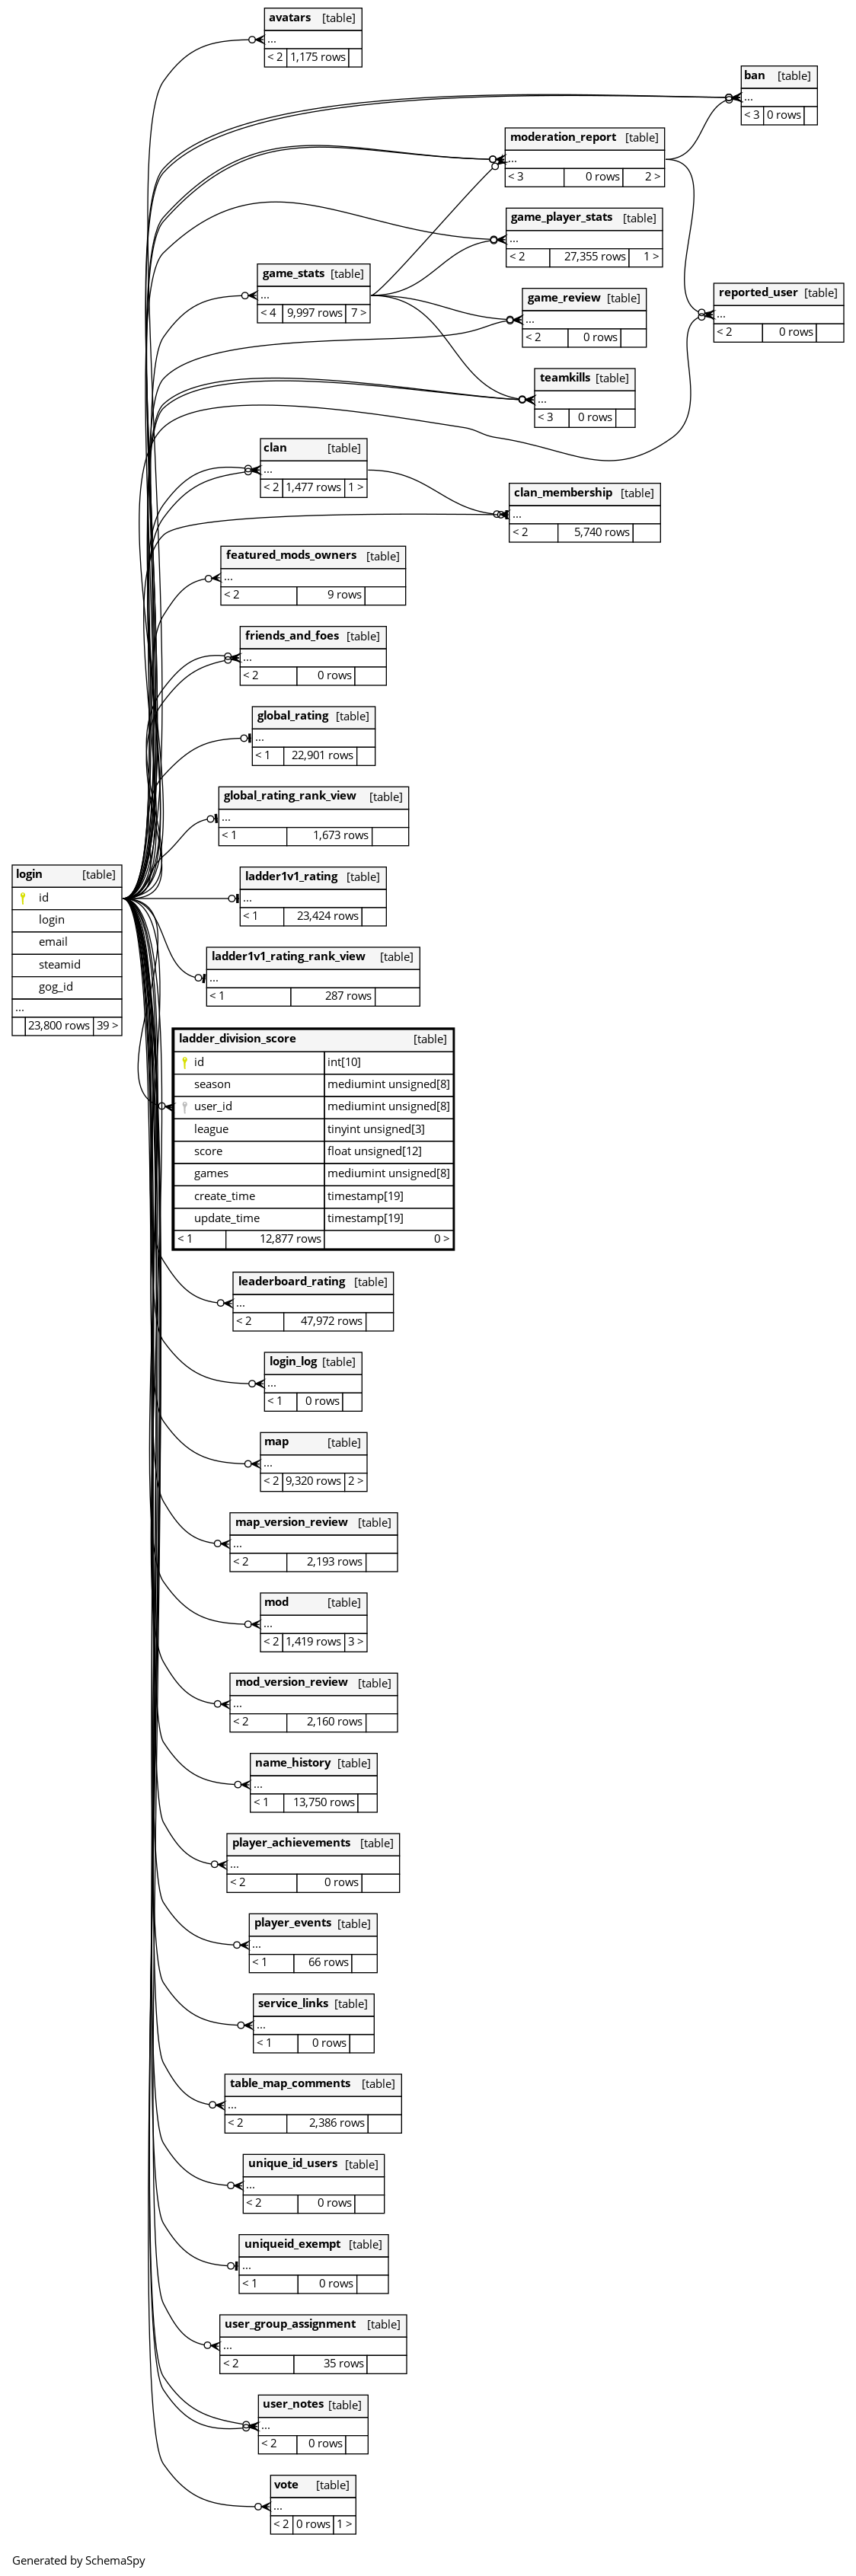 avatars [table]
...
< 2 1,175 rows
ban [table]
...
< 3 0 rows
moderation_report [table]
...
< 3 0 rows 2 >
game_player_stats [table]
...
< 2 27,355 rows 1 >
game_stats [table]
...
< 4 9,997 rows 7 >
game_review [table]
...
< 2 0 rows
reported_user [table]
...
< 2 0 rows
teamkills [table]
...
< 3 0 rows
clan [table]
...
< 2 1,477 rows 1 >
clan_membership [table]
...
< 2 5,740 rows
featured_mods_owners [table]
...
< 2 9 rows
friends_and_foes [table]
...
< 2 0 rows
global_rating [table]
...
< 1 22,901 rows
global_rating_rank_view [table]
...
< 1 1,673 rows
login [table]
id
login
email
steamid
gog_id
...
23,800 rows 39 >
ladder1v1_rating [table]
...
< 1 23,424 rows
ladder1v1_rating_rank_view [table]
...
< 1 287 rows
ladder_division_score [table]
id int[10]
season mediumint unsigned[8]
user_id mediumint unsigned[8]
league tinyint unsigned[3]
score float unsigned[12]
games mediumint unsigned[8]
create_time timestamp[19]
update_time timestamp[19]
< 1 12,877 rows 0 >
leaderboard_rating [table]
...
< 2 47,972 rows
login_log [table]
...
< 1 0 rows
map [table]
...
< 2 9,320 rows 2 >
map_version_review [table]
...
< 2 2,193 rows
mod [table]
...
< 2 1,419 rows 3 >
mod_version_review [table]
...
< 2 2,160 rows
name_history [table]
...
< 1 13,750 rows
player_achievements [table]
...
< 2 0 rows
player_events [table]
...
< 1 66 rows
service_links [table]
...
< 1 0 rows
table_map_comments [table]
...
< 2 2,386 rows
unique_id_users [table]
...
< 2 0 rows
uniqueid_exempt [table]
...
< 1 0 rows
user_group_assignment [table]
...
< 2 35 rows
user_notes [table]
...
< 2 0 rows
vote [table]
...
< 2 0 rows 1 >
Generated by SchemaSpy